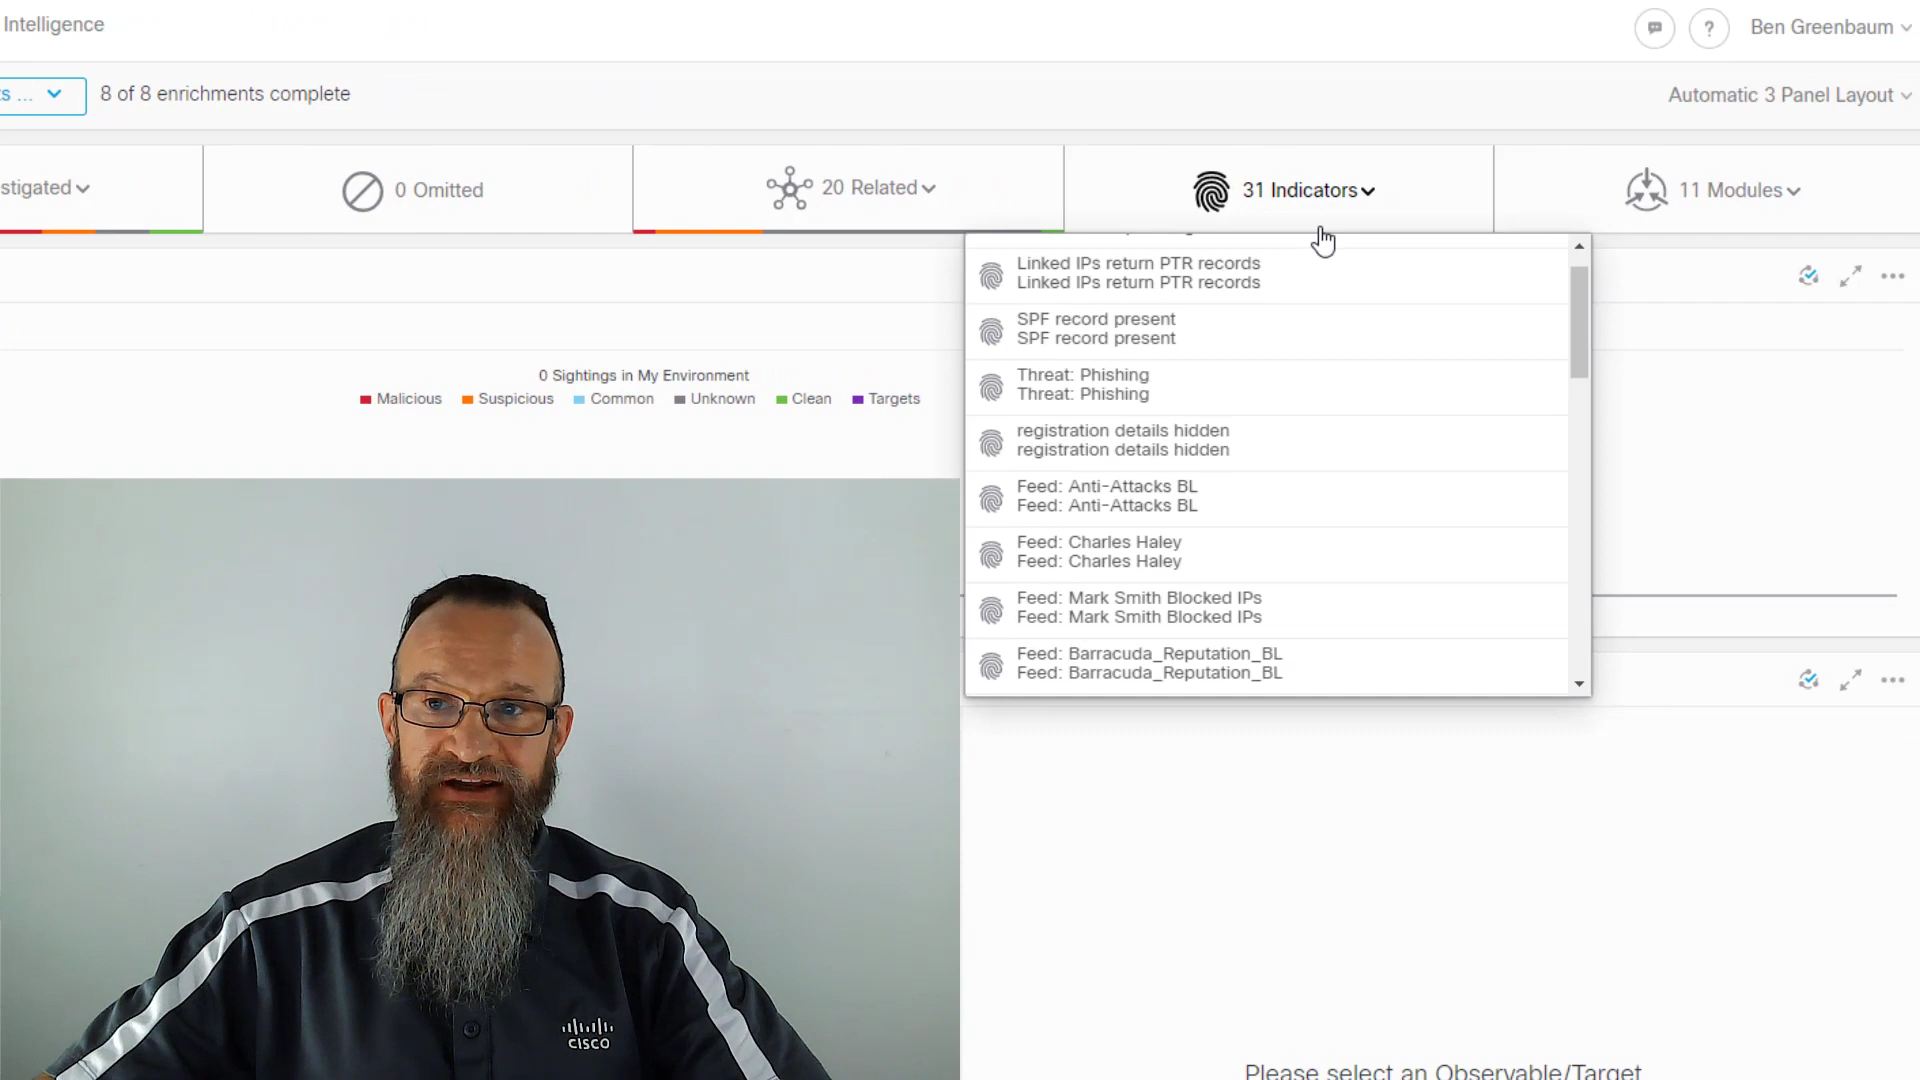 Intelligence
Ben Greenbaum
8 of 8 enrichments complete
Automatic 3 Panel Layout
0 Omitted
20 Related
31 Indicators
11 Modules
Linked IPs return PTR records
Linked IPs return PTR records
SPF record present
SPF record present
Threat: Phishing
Threat: Phishing
registration details hidden
registration details hidden
Feed: Anti-Attacks BL
Feed: Anti-Attacks BL
Feed: Charles Haley
Feed: Charles Haley
Feed: Mark Smith Blocked IPs
Feed: Mark Smith Blocked IPs
Feed: Barracuda_Reputation_BL
Feed: Barracuda_Reputation_BL
0 Sightings in My Environment
Malicious Suspicious Common Unknown Clean Targets
CISCO
Please select an Observable/Target